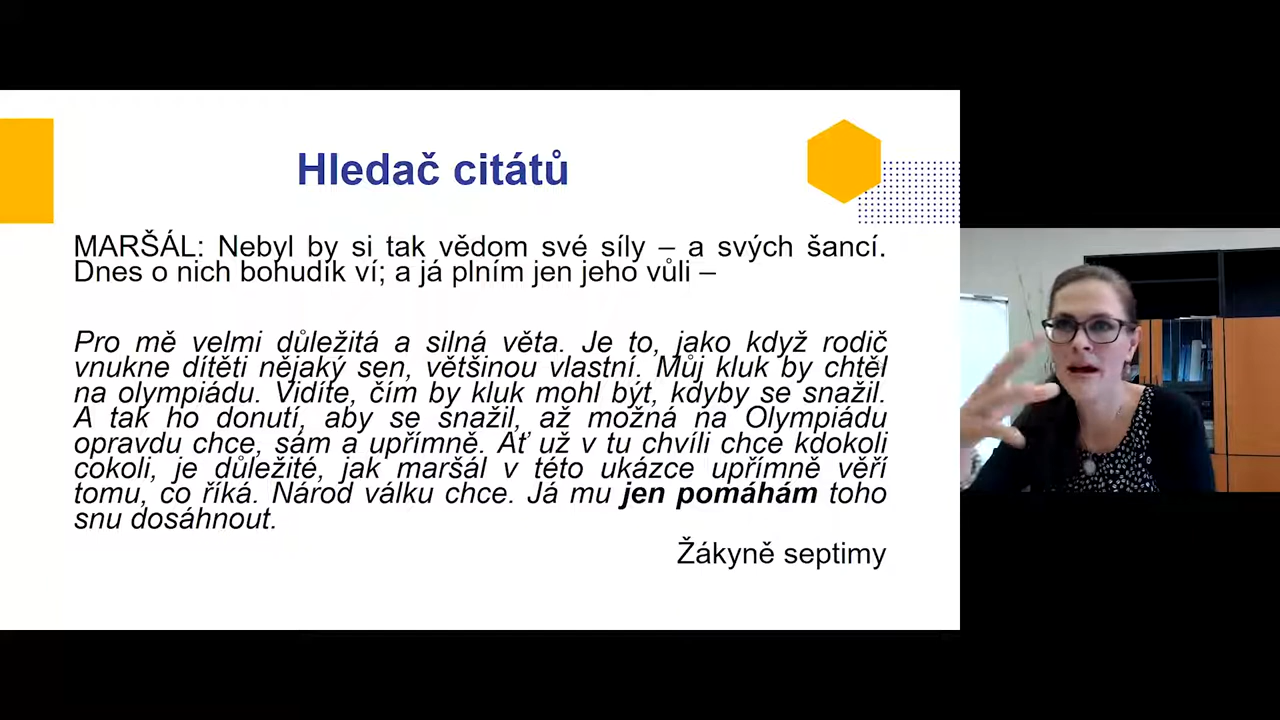 Hledač citátů
MARŠÁL: Nebyl by si tak vědom své síly – a svých šancí.
Dnes o nich bohudík ví; a já plním jen jeho vůli –
Pro mě velmi důležitá a silná věta. Je to, jako když rodič
vnukne dítěti nějaký sen, většinou vlastní. Můj kluk by chtěl
na olympiádu. Vidíte, čím by kluk mohl být, kdyby se snažil.
A tak ho donutí, aby se snažil, až možná na Olympiádu
opravdu chce, sám a upřímně. Ať už v tu chvíli chce kdokoli
cokoli, je důležité, jak maršál v této ukázce upřímně věří
tomu, co říká. Národ válku chce. Já mu jen pomáhám toho
snu dosáhnout.
Žákyně septimy